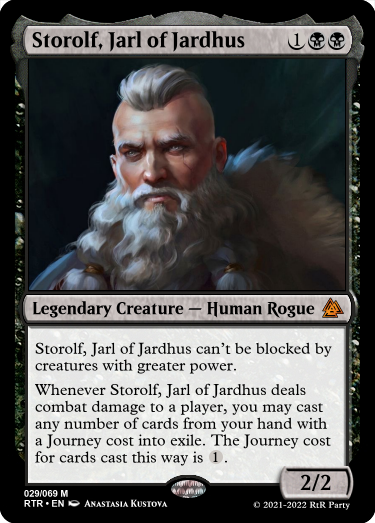 Storolf, Jarl of Jardhus 1
Legendary Creature — Human Rogue
Storolf, Jarl of Jardhus can't be blocked by
creatures with greater power.
Whenever Storolf, Jarl of Jardhus deals
combat damage to a player, you may cast
any number of cards from your hand with
a Journey cost into exile. The Journey cost
for cards cast this way is 1.
2/2
029/069 M
RTR • EN ANASTASIA KUSTOVA
© 2021-2022 RtR Party